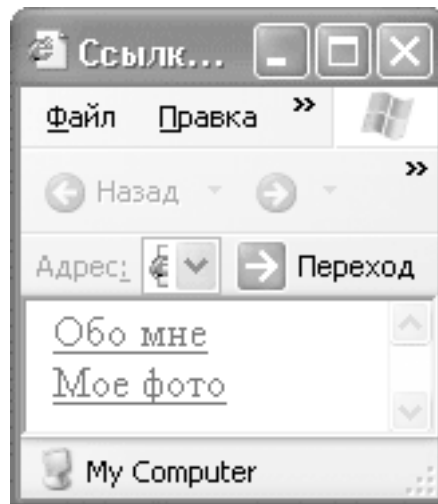 Ссылк...
Файл Правка »
Назад »
Адрес: Переход
Обо мне
Мое фото
My Computer